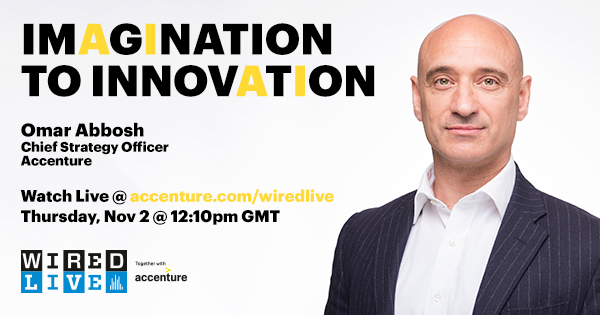 IMAGINATION
TO INNOVATION
Omar Abbosh
Chief Strategy Officer
Accenture
Watch Live @ accenture.com/wiredlive
Thursday, Nov 2 @ 12:10pm GMT
WIRED
LIVE
Together with
accenture